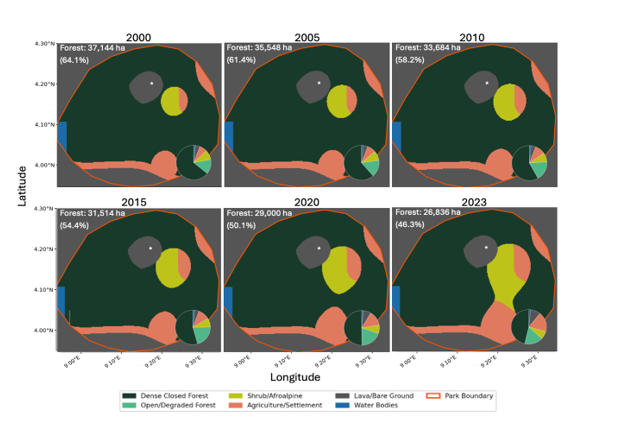 2000
2005
2010
4.30°N
Forest: 37,144 ha
(64.1%)
Forest: 35,548 ha
(61.4%)
Forest: 33,684 ha
(58.2%)
4.20°N
4.10°N
4.00°N
Latitude
2015
2020
2023
4.30°N
Forest: 31,514 ha
(54.4%)
Forest: 29,000 ha
(50.1%)
Forest: 26,836 ha
(46.3%)
4.20°N
4.10°N
4.00°N
9.00°E
9.10°E
9.20°E
9.30°E
9.00°E
9.10°E
9.20°E
9.30°E
9.00°E
9.10°E
9.20°E
9.30°E
Longitude
Dense Closed Forest
Shrub/Afroalpine
Lava/Bare Ground
Park Boundary
Open/Degraded Forest
Agriculture/Settlement
Water Bodies